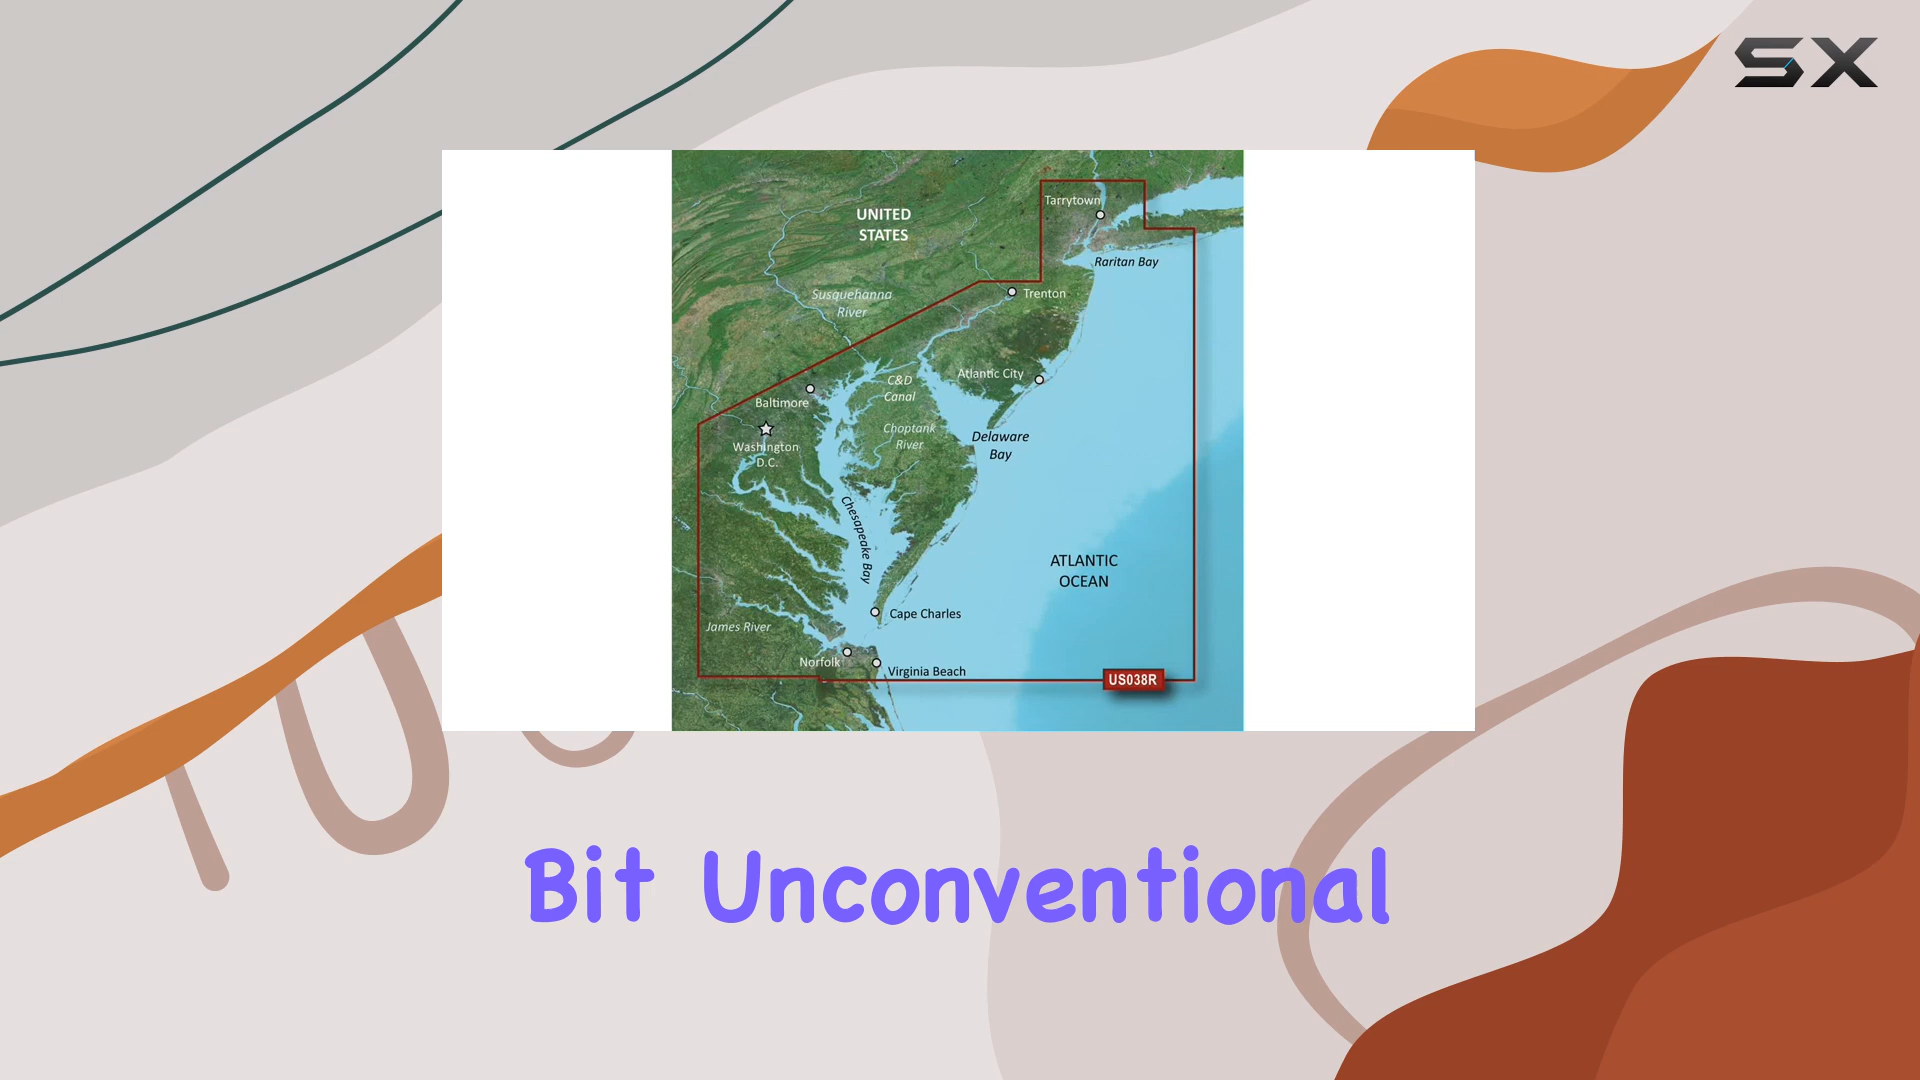 SX
UNITED
STATES
Tarrytown
Raritan Bay
Susquehanna
River
Trenton
Atlantic City
C&D
Canal
Baltimore
Choptank
River
Delaware
Bay
Washington
D.C.
Chesapeake Bay
ATLANTIC
OCEAN
Cape Charles
James River
Norfolk
Virginia Beach
US038R
Bit Unconventional